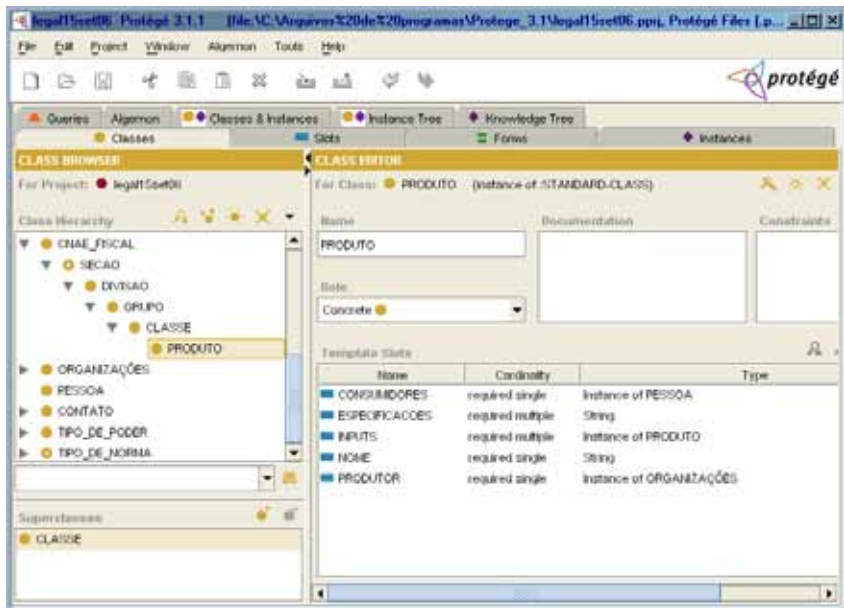 legal15set06 Protégé 3.1.1 (file:\C:\Arquivos%20de%20programas\Protege_3.1\legal15set06.pprj, Protégé Files (.p...
File Edit Project Window Algernon Tools Help
protégé
Queries Algernon Classes & Instances Instance Tree Knowledge Tree
Classes Slots Forms Instances
CLASS BROWSER
For Project: legal15set06
Class Hierarchy
CNAE_FISCAL
SECAO
DIVISAO
GRUPO
CLASSE
PRODUTO
ORGANIZAÇÕES
PESSOA
CONTATO
TIPO_DE_PODER
TIPO_DE_NORMA
Superclasses
CLASSE
CLASS EDITOR
For Class: PRODUTO (instance of :STANDARD-CLASS)
Name Documentation Constraints
PRODUTO
Role
Concrete
Template Slots
Name Cardinality Type
CONSUMIDORES required single Instance of PESSOA
ESPECIFICACOES required multiple String
INPUTS required multiple Instance of PRODUTO
NOME required single String
PRODUTOR required single Instance of ORGANIZAÇÕES